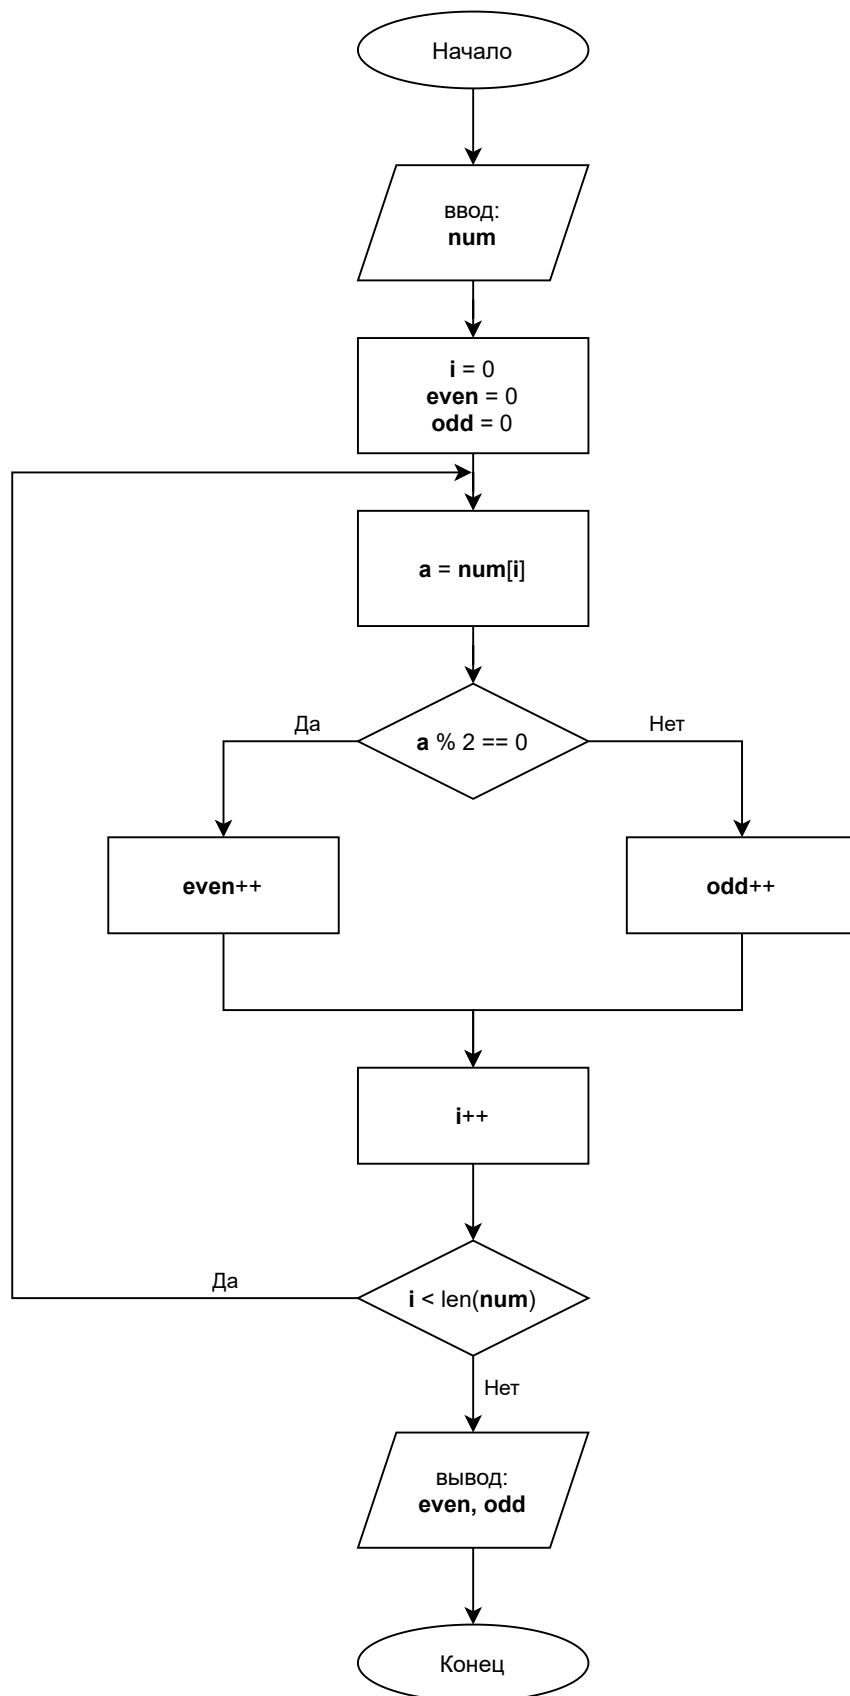 Начало
ввод:
num
i = 0
even = 0
odd = 0
a = num[i]
Да
a % 2 == 0
Нет
even++
odd++
i++
Да
i < len(num)
Нет
вывод:
even, odd
Конец